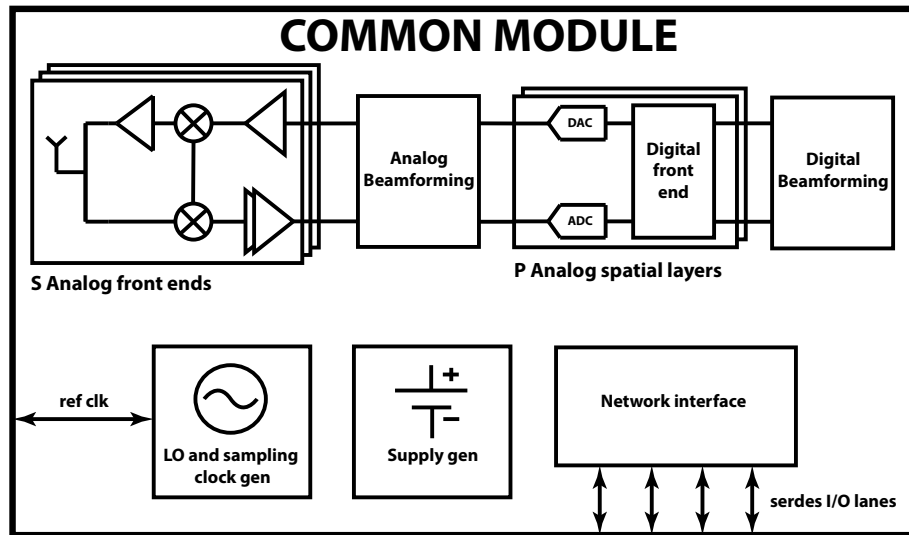 COMMON MODULE
Analog
Beamforming
DAC
ADC
Digital
front
end
Digital
Beamforming
S Analog front ends
P Analog spatial layers
ref clk
LO and sampling
clock gen
+
−
Supply gen
Network interface
serdes I/O lanes